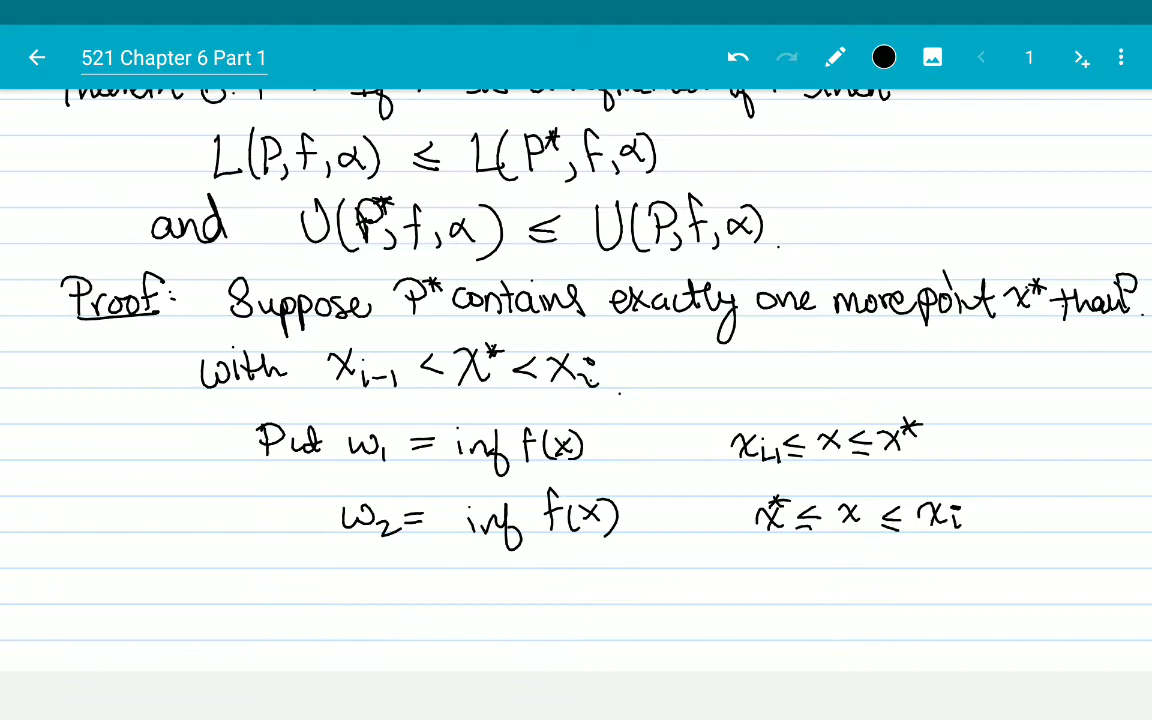 521 Chapter 6 Part 1
1
L(P,f,α) ≤ L(P*,f,α)
and U(P*,f,α) ≤ U(P,f,α).
Proof: Suppose P* contains exactly one more point x* than P.
with xᵢ₋₁ < x* < xᵢ.
Put w₁ = inf f(x) xᵢ₋₁ ≤ x ≤ x*
w₂ = inf f(x) x* ≤ x ≤ xᵢ